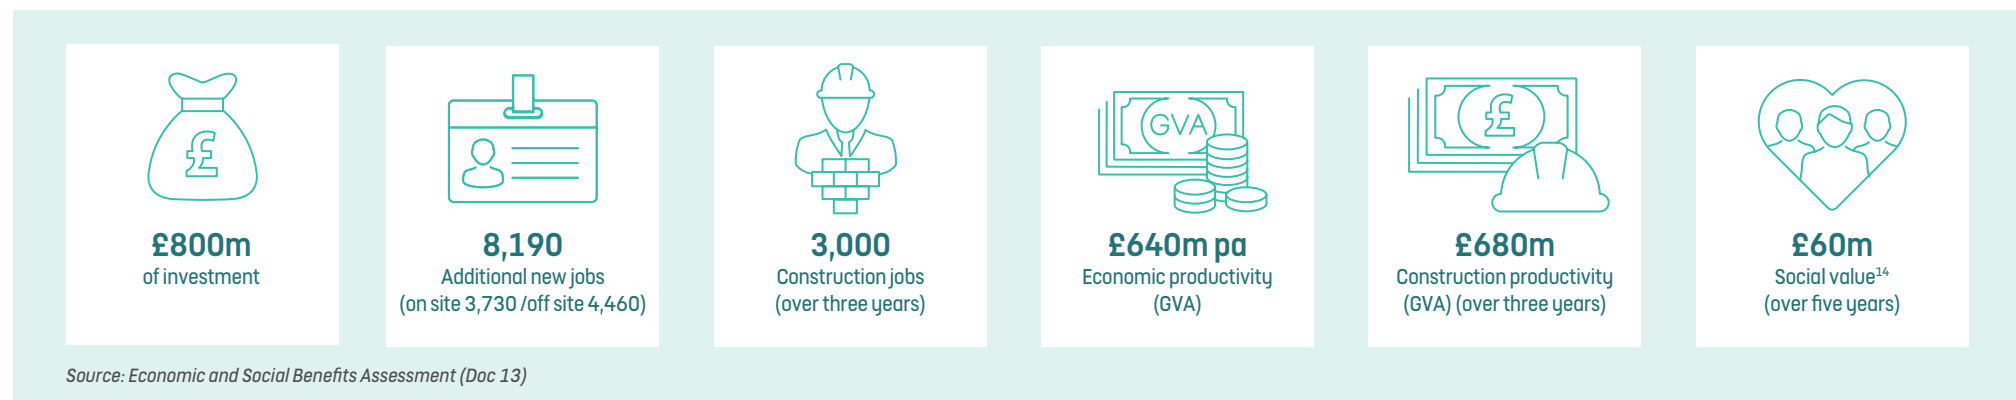 £
GVA
£
£800m
of investment
8,190
Additional new jobs
(on site 3,730 /off site 4,460)
3,000
Construction jobs
(over three years)
£640m pa
Economic productivity
(GVA)
£680m
Construction productivity
(GVA) (over three years)
£60m
Social value¹⁴
(over five years)
Source: Economic and Social Benefits Assessment (Doc 13)